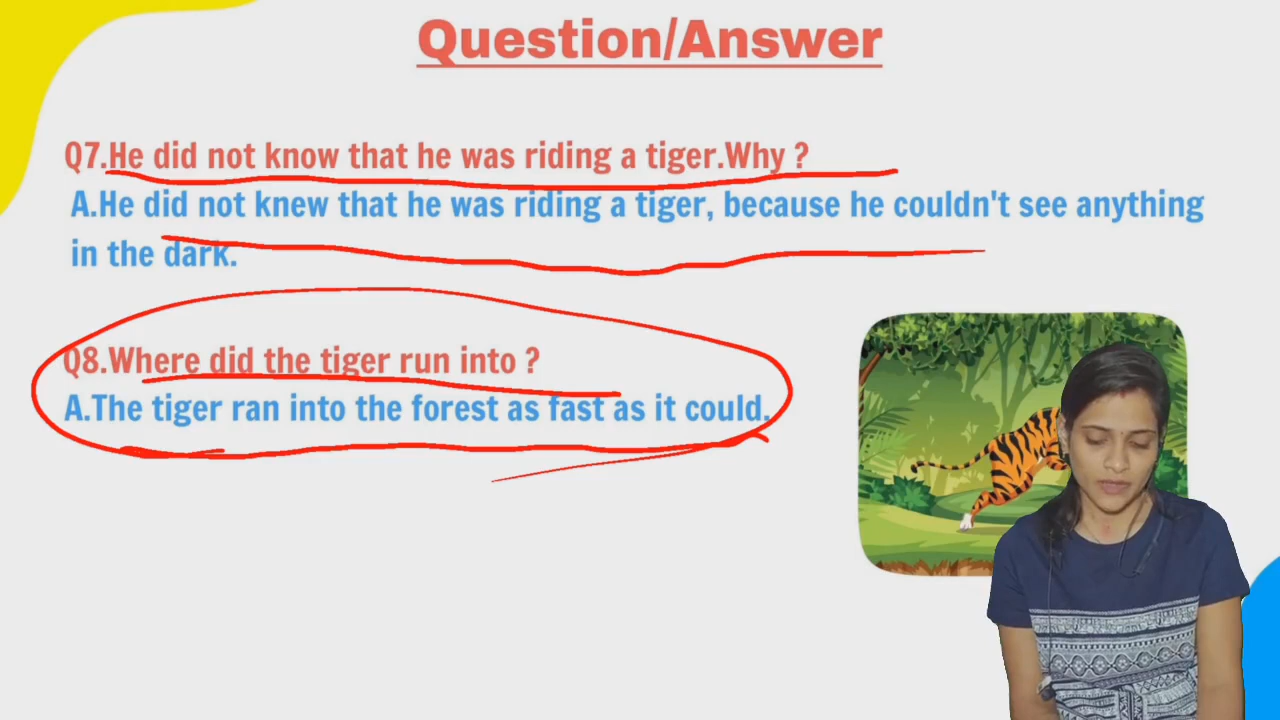 Question/Answer
Q7.He did not know that he was riding a tiger.Why ?
A.He did not knew that he was riding a tiger, because he couldn't see anything
in the dark.
Q8.Where did the tiger run into ?
A.The tiger ran into the forest as fast as it could.